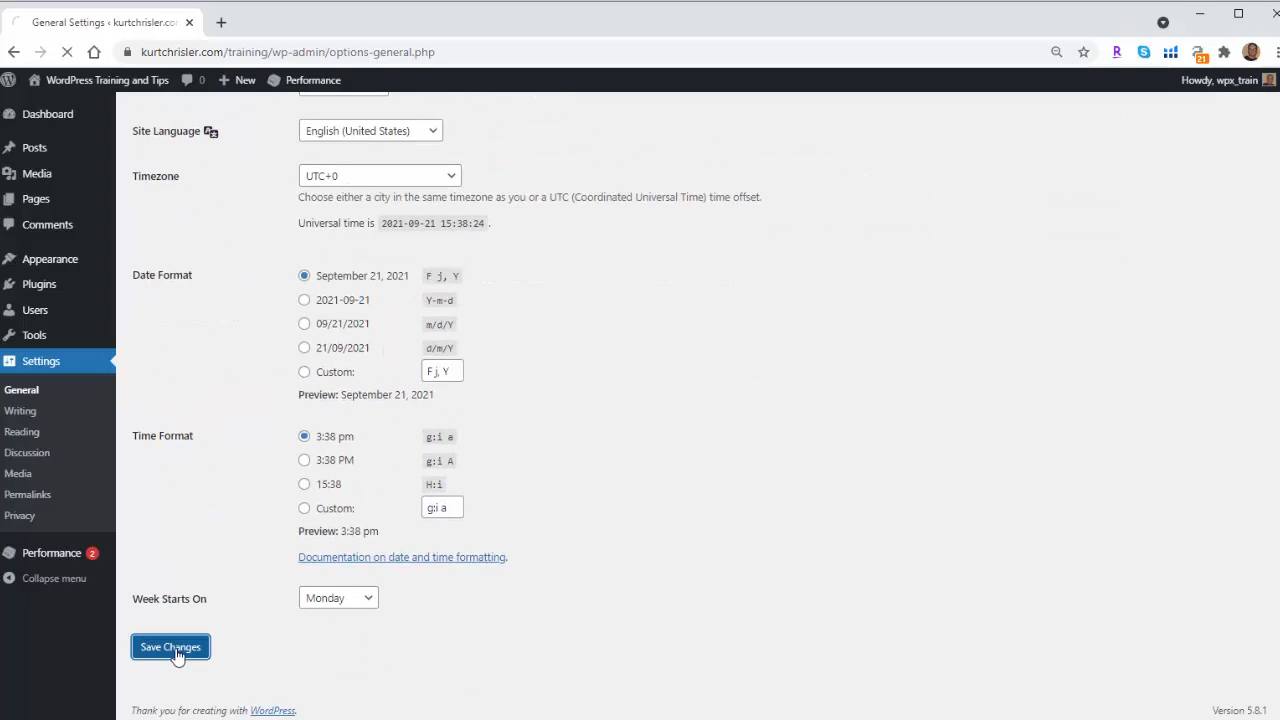 General Settings ‹ kurtchrisler.co
kurtchrisler.com/training/wp-admin/options-general.php
R
21
WordPress Training and Tips 0 New Performance Howdy, wpx_train
Dashboard
Posts
Media
Pages
Comments
Appearance
Plugins
Users
Tools
Settings
General
Writing
Reading
Discussion
Media
Permalinks
Privacy
Performance 2
Collapse menu
Site Language English (United States)
Timezone UTC+0
Choose either a city in the same timezone as you or a UTC (Coordinated Universal Time) time offset.
Universal time is 2021-09-21 15:38:24 .
Date Format September 21, 2021 F j, Y
2021-09-21 Y-m-d
09/21/2021 m/d/Y
21/09/2021 d/m/Y
Custom: F j, Y
Preview: September 21, 2021
Time Format 3:38 pm g:i a
3:38 PM g:i A
15:38 H:i
Custom: g:i a
Preview: 3:38 pm
Documentation on date and time formatting.
Week Starts On Monday
Save Changes
Thank you for creating with WordPress. Version 5.8.1